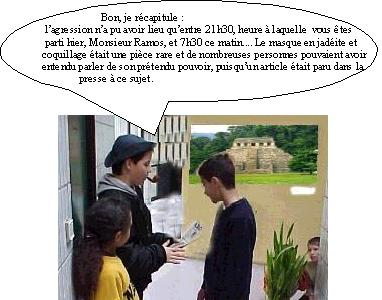 Bon, je récapitule :
l'agression n'a pu avoir lieu qu'entre 21h30, heure à laquelle vous êtes
parti hier, Monsieur Ramos, et 7h30 ce matin.... Le masque en jadéite et
coquillage était une pièce rare et de nombreuses personnes pouvaient avoir
entendu parler de son prétendu pouvoir, puisqu'un article était paru dans la
presse à ce sujet.